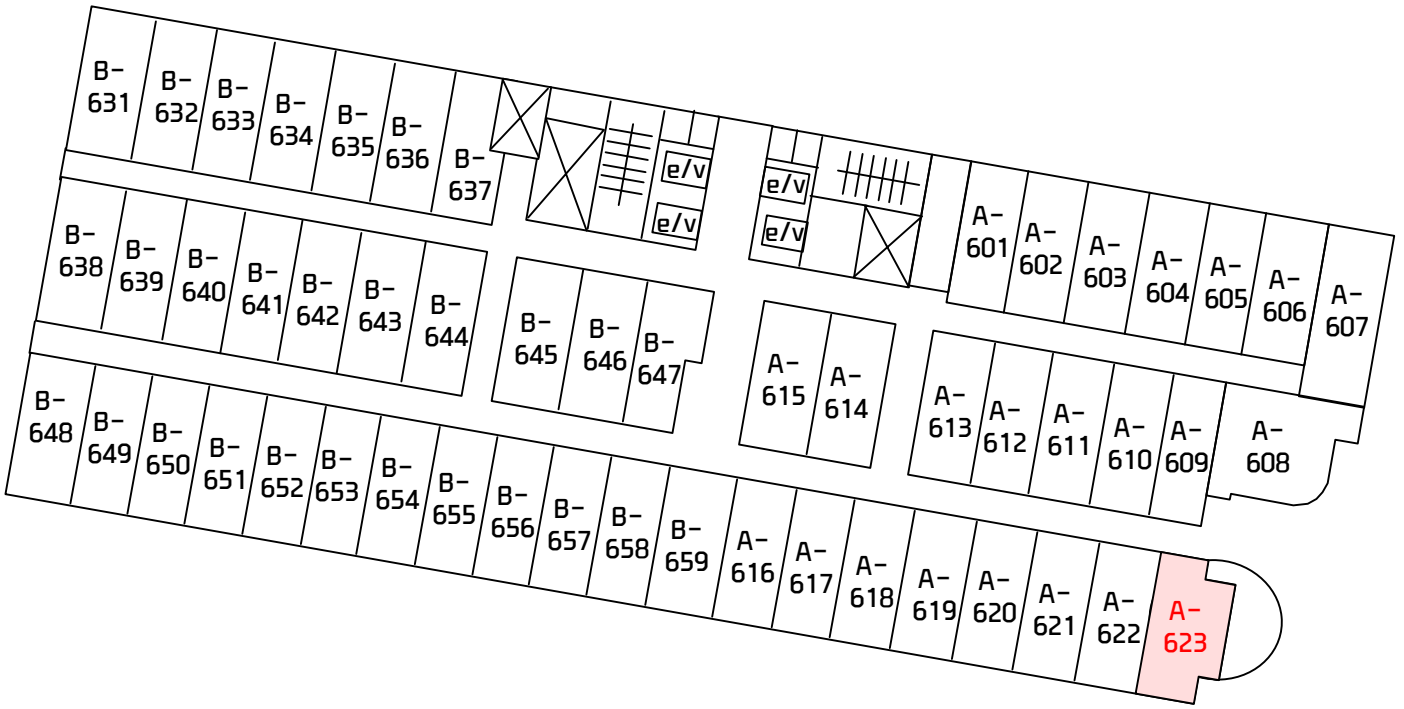 B-
631
B-
632
B-
633
B-
634
B-
635
B-
636
B-
637
e/v
e/v
e/v
e/v
A-
601
A-
602
A-
603
A-
604
A-
605
A-
606
A-
607
B-
638
B-
639
B-
640
B-
641
B-
642
B-
643
B-
644
B-
645
B-
646
B-
647
A-
615
A-
614
A-
613
A-
612
A-
611
A-
610
A-
609
A-
608
B-
648
B-
649
B-
650
B-
651
B-
652
B-
653
B-
654
B-
655
B-
656
B-
657
B-
658
B-
659
A-
616
A-
617
A-
618
A-
619
A-
620
A-
621
A-
622
A-
623